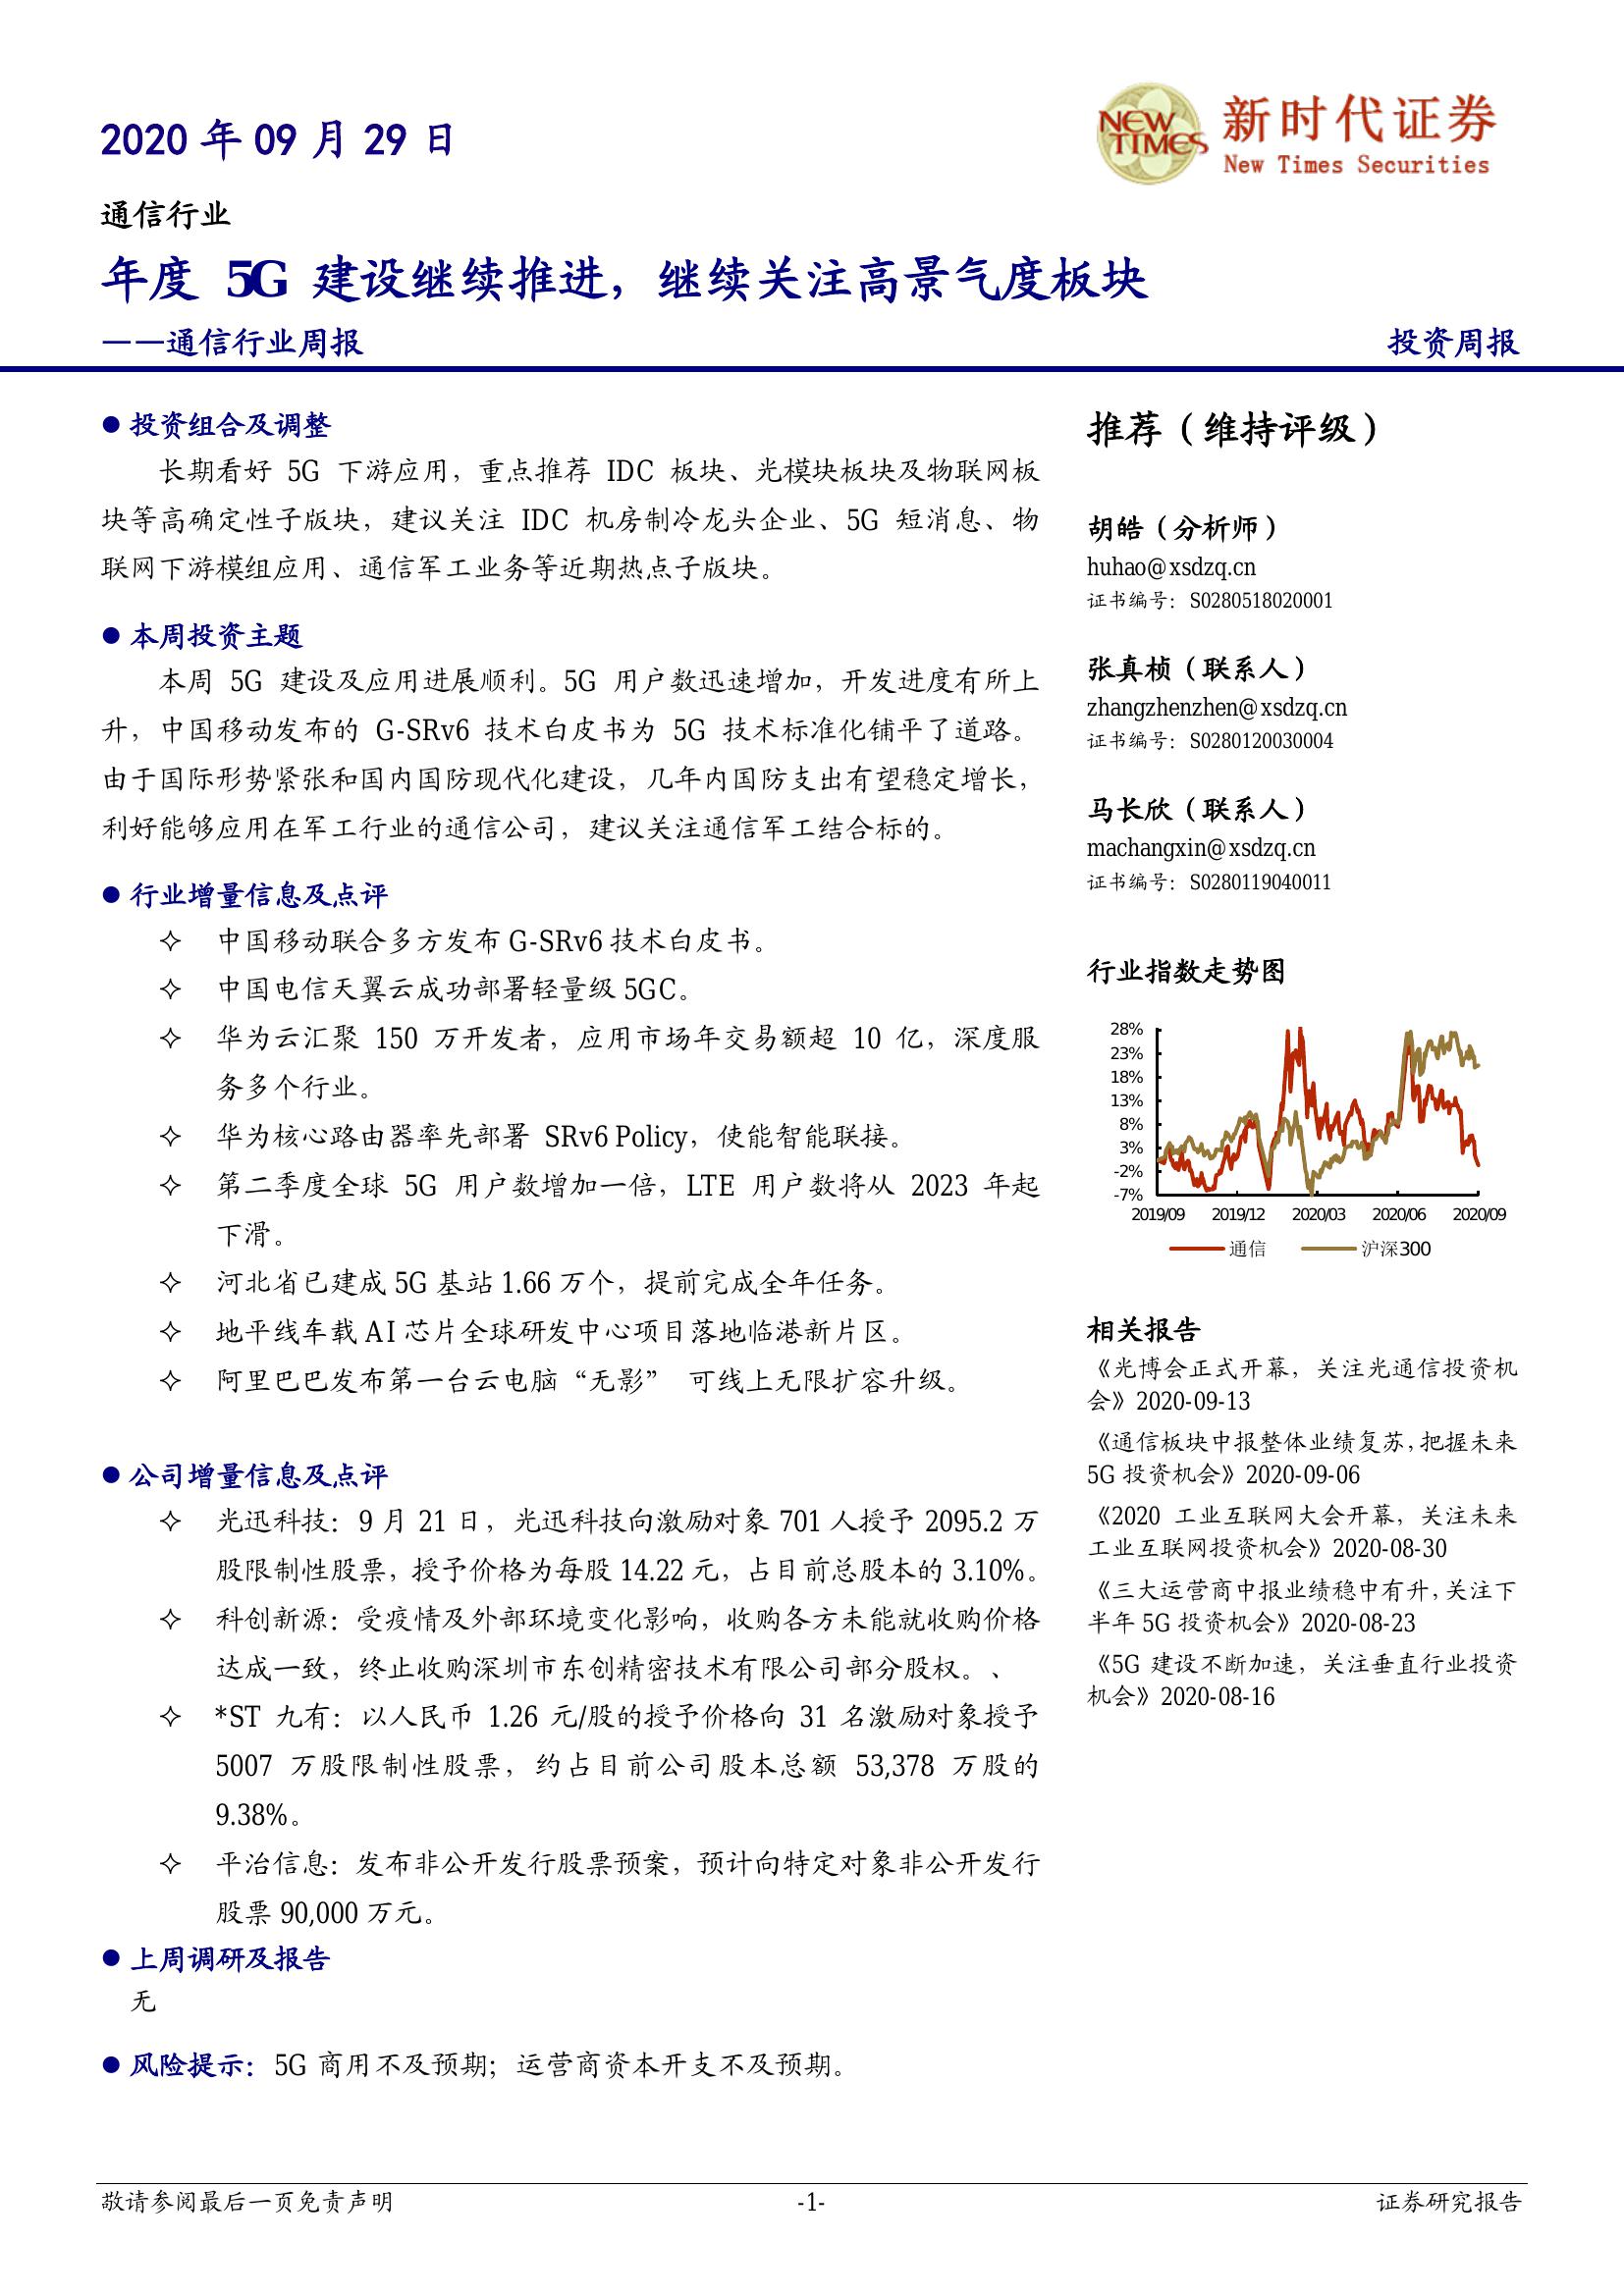 2020 年 09 月 29 日
NEW TIMES
新时代证券
New Times Securities
通信行业
年度 5G 建设继续推进，继续关注高景气度板块
——通信行业周报
投资周报
● 投资组合及调整
长期看好 5G 下游应用，重点推荐 IDC 板块、光模块板块及物联网板
块等高确定性子版块，建议关注 IDC 机房制冷龙头企业、5G 短消息、物
联网下游模组应用、通信军工业务等近期热点子版块。
● 本周投资主题
本周 5G 建设及应用进展顺利。5G 用户数迅速增加，开发进度有所上
升，中国移动发布的 G-SRv6 技术白皮书为 5G 技术标准化铺平了道路。
由于国际形势紧张和国内国防现代化建设，几年内国防支出有望稳定增长，
利好能够应用在军工行业的通信公司，建议关注通信军工结合标的。
● 行业增量信息及点评
✧ 中国移动联合多方发布 G-SRv6 技术白皮书。
✧ 中国电信天翼云成功部署轻量级 5GC。
✧ 华为云汇聚 150 万开发者，应用市场年交易额超 10 亿，深度服
务多个行业。
✧ 华为核心路由器率先部署 SRv6 Policy，使能智能联接。
✧ 第二季度全球 5G 用户数增加一倍，LTE 用户数将从 2023 年起
下滑。
✧ 河北省已建成 5G 基站 1.66 万个，提前完成全年任务。
✧ 地平线车载 AI 芯片全球研发中心项目落地临港新片区。
✧ 阿里巴巴发布第一台云电脑“无影” 可线上无限扩容升级。
● 公司增量信息及点评
✧ 光迅科技：9 月 21 日，光迅科技向激励对象 701 人授予 2095.2 万
股限制性股票，授予价格为每股 14.22 元，占目前总股本的 3.10%。
✧ 科创新源：受疫情及外部环境变化影响，收购各方未能就收购价格
达成一致，终止收购深圳市东创精密技术有限公司部分股权。、
✧ *ST 九有：以人民币 1.26 元/股的授予价格向 31 名激励对象授予
5007 万股限制性股票，约占目前公司股本总额 53,378 万股的
9.38%。
✧ 平治信息：发布非公开发行股票预案，预计向特定对象非公开发行
股票 90,000 万元。
● 上周调研及报告
无
● 风险提示：5G 商用不及预期；运营商资本开支不及预期。
推荐（维持评级）
胡皓（分析师）
huhao@xsdzq.cn
证书编号：S0280518020001
张真桢（联系人）
zhangzhenzhen@xsdzq.cn
证书编号：S0280120030004
马长欣（联系人）
machangxin@xsdzq.cn
证书编号：S0280119040011
行业指数走势图
28%
23%
18%
13%
8%
3%
-2%
-7%
2019/09 2019/12 2020/03 2020/06 2020/09
通信 沪深300
相关报告
《光博会正式开幕，关注光通信投资机
会》2020-09-13
《通信板块中报整体业绩复苏，把握未来
5G 投资机会》2020-09-06
《2020 工业互联网大会开幕，关注未来
工业互联网投资机会》2020-08-30
《三大运营商中报业绩稳中有升，关注下
半年 5G 投资机会》2020-08-23
《5G 建设不断加速，关注垂直行业投资
机会》2020-08-16
敬请参阅最后一页免责声明
-1-
证券研究报告